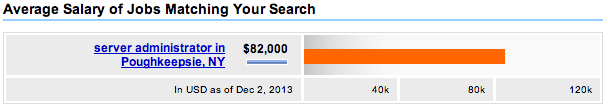 Average Salary of Jobs Matching Your Search
server administrator in $82,000
Poughkeepsie, NY
In USD as of Dec 2, 2013 40k 80k 120k